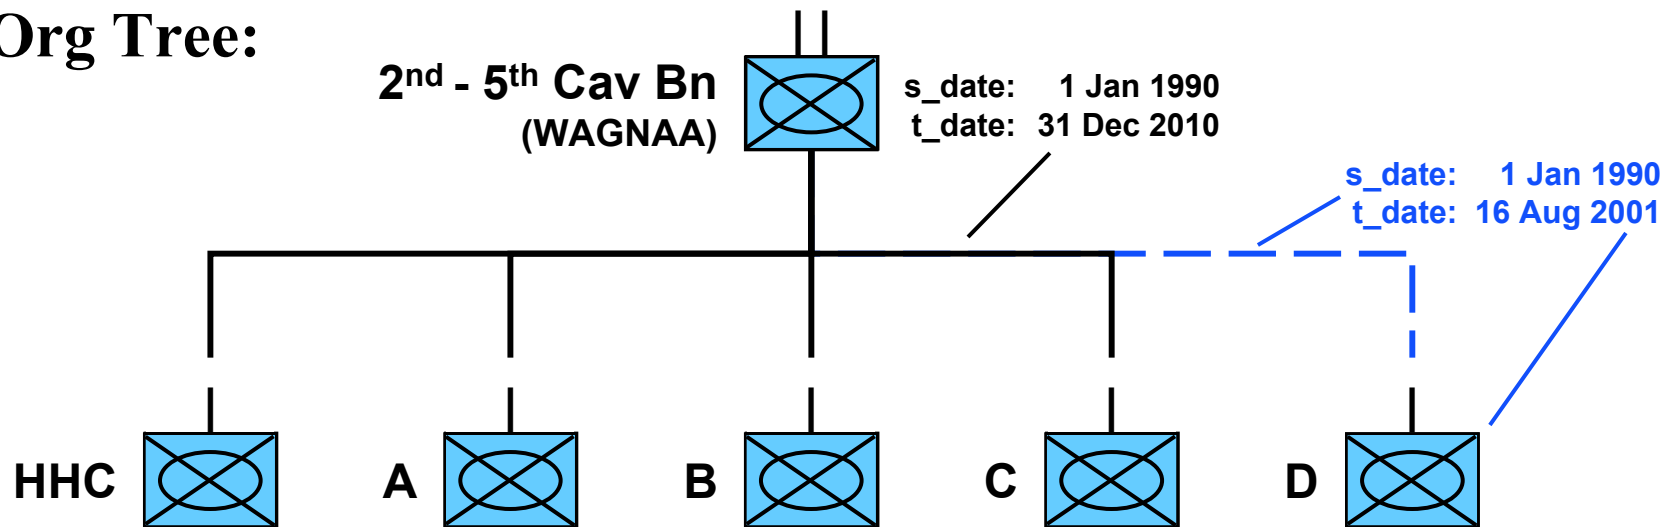 Org Tree:
2nd - 5th Cav Bn
(WAGNAA)
s_date: 1 Jan 1990
t_date: 31 Dec 2010
s_date: 1 Jan 1990
t_date: 16 Aug 2001
HHC A B C D